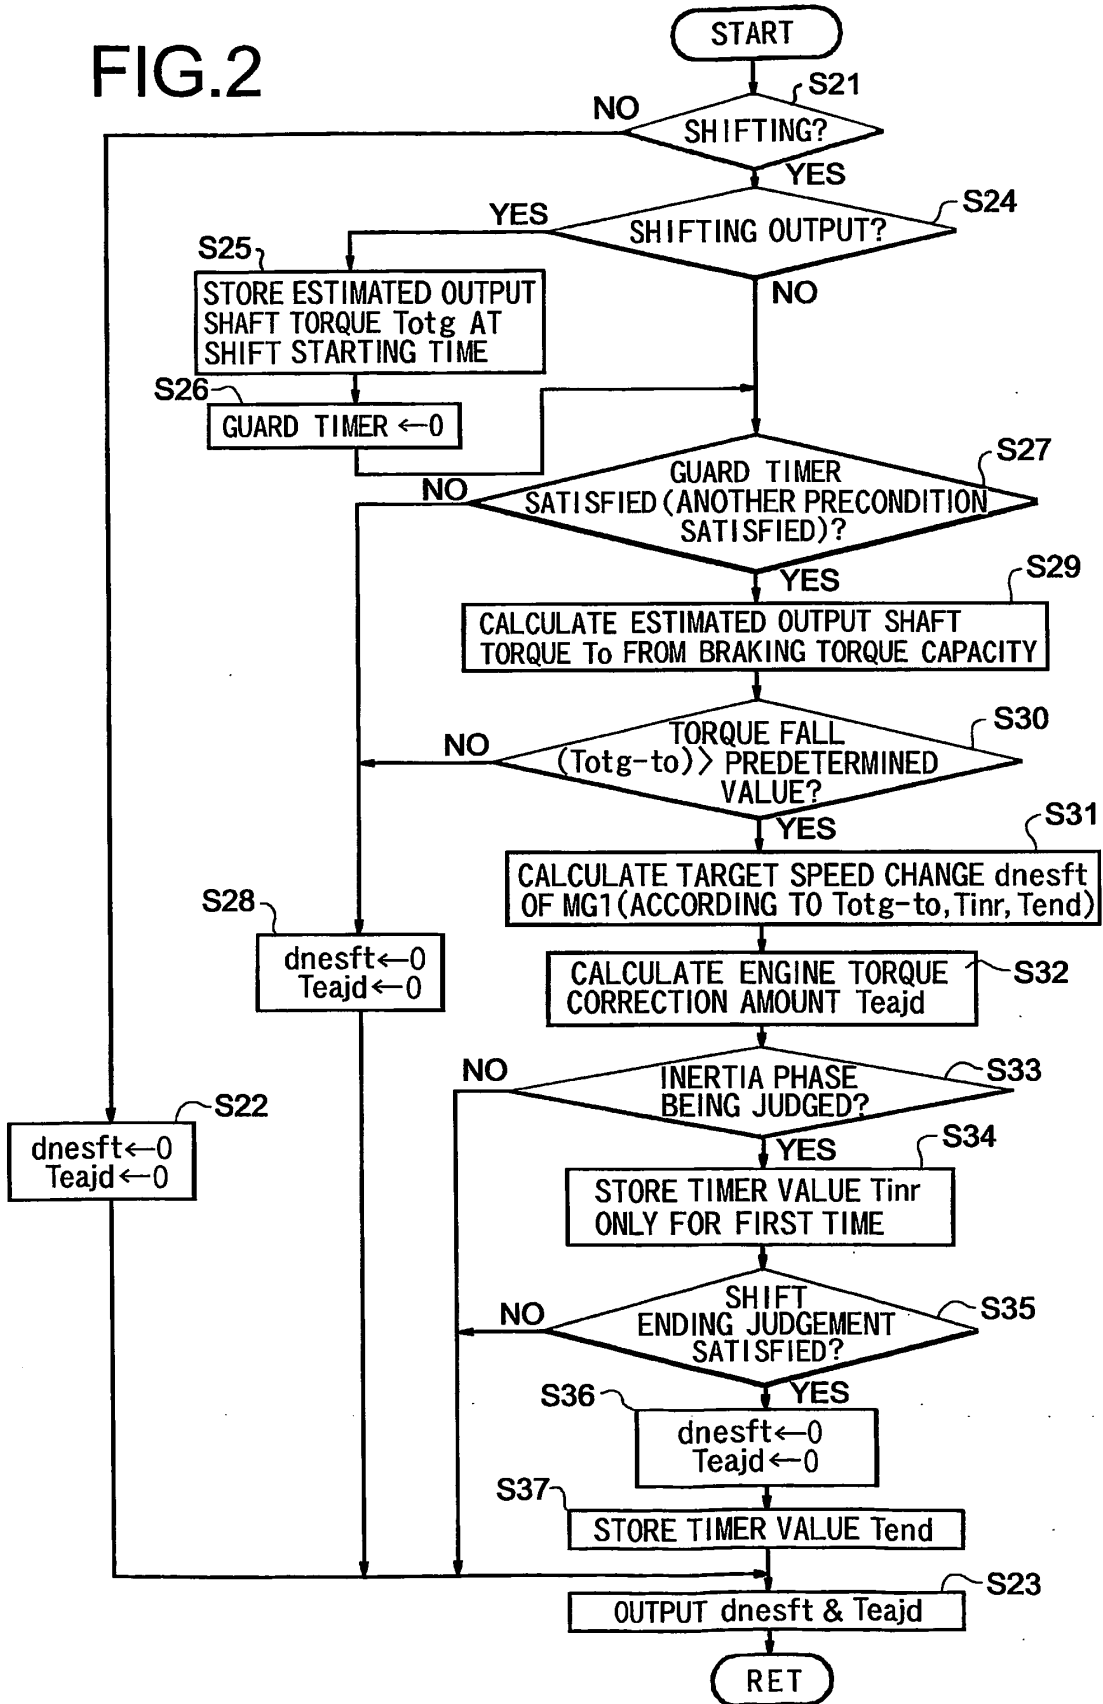 FIG.2
START
S21
NO
SHIFTING?
YES
S24
YES
SHIFTING OUTPUT?
NO
S25
STORE ESTIMATED OUTPUT
SHAFT TORQUE Totg AT
SHIFT STARTING TIME
S26
GUARD TIMER ←0
S27
NO
GUARD TIMER
SATISFIED(ANOTHER PRECONDITION
SATISFIED)?
YES
S29
CALCULATE ESTIMATED OUTPUT SHAFT
TORQUE To FROM BRAKING TORQUE CAPACITY
S30
NO
TORQUE FALL
(Totg-to)> PREDETERMINED
VALUE?
YES
S31
CALCULATE TARGET SPEED CHANGE dnesft
OF MG1(ACCORDING TO Totg-to,Tinr,Tend)
S28
dnesft←0
Teajd←0
S32
CALCULATE ENGINE TORQUE
CORRECTION AMOUNT Teajd
S33
NO
INERTIA PHASE
BEING JUDGED?
YES
S22
dnesft←0
Teajd←0
S34
STORE TIMER VALUE Tinr
ONLY FOR FIRST TIME
S35
NO
SHIFT
ENDING JUDGEMENT
SATISFIED?
YES
S36
dnesft←0
Teajd←0
S37
STORE TIMER VALUE Tend
S23
OUTPUT dnesft & Teajd
RET